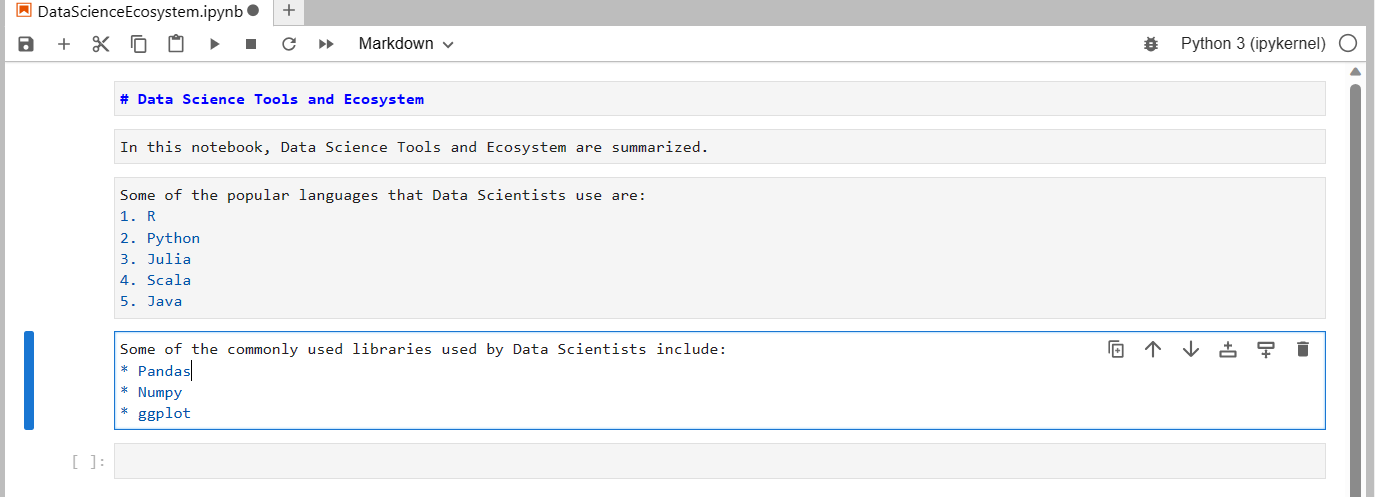 DataScienceEcosystem.ipynb
Markdown
Python 3 (ipykernel)
# Data Science Tools and Ecosystem
In this notebook, Data Science Tools and Ecosystem are summarized.
Some of the popular languages that Data Scientists use are:
1. R
2. Python
3. Julia
4. Scala
5. Java
Some of the commonly used libraries used by Data Scientists include:
* Pandas
* Numpy
* ggplot
[ ]: